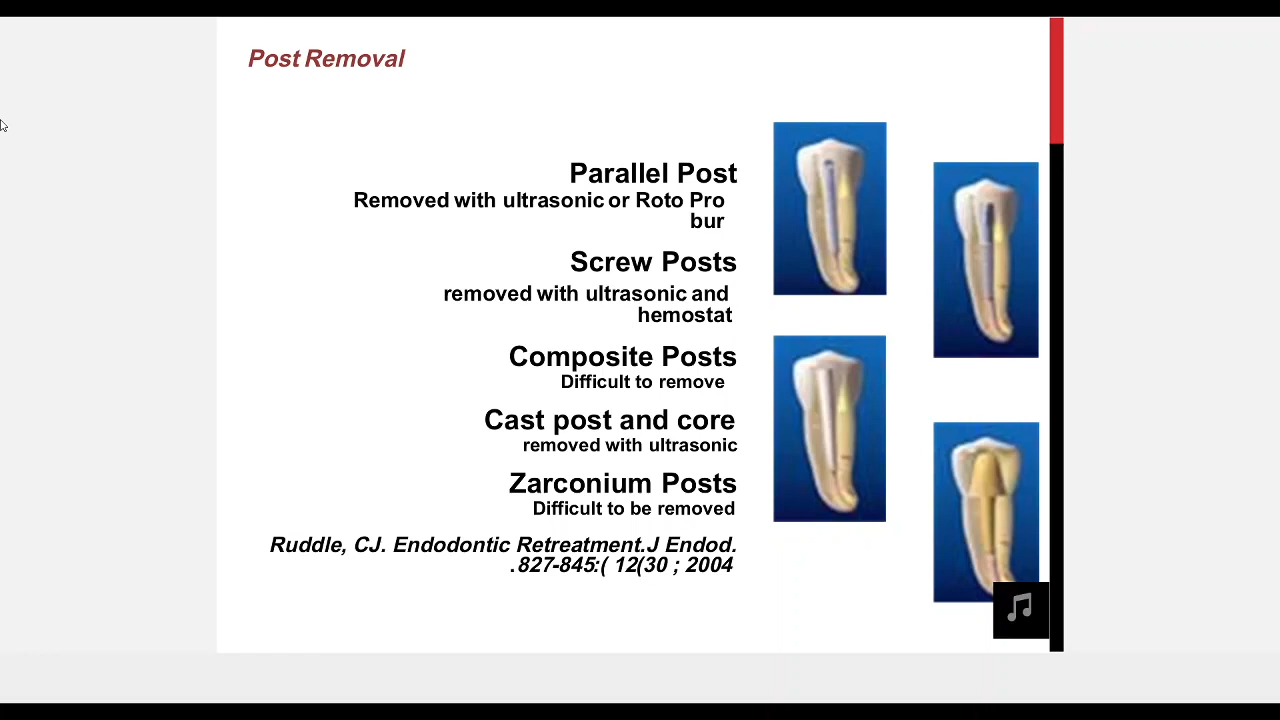 Post Removal
Parallel Post
Removed with ultrasonic or Roto Pro
bur
Screw Posts
removed with ultrasonic and
hemostat
Composite Posts
Difficult to remove
Cast post and core
removed with ultrasonic
Zarconium Posts
Difficult to be removed
Ruddle, CJ. Endodontic Retreatment.J Endod.
.827-845:( 12(30 ; 2004